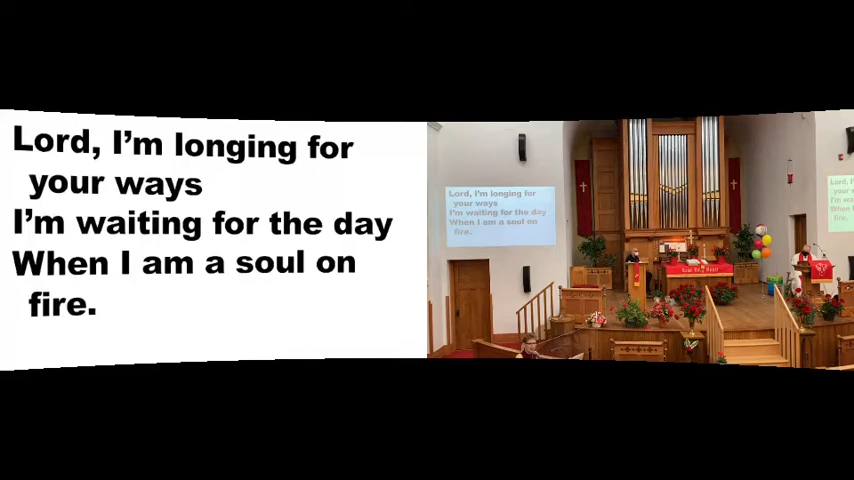 Lord, I'm longing for
your ways
I'm waiting for the day
When I am a soul on
fire.
Lord, I'm longing for
your ways
I'm waiting for the day
When I am a soul on
fire.